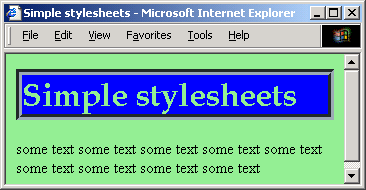 Simple stylesheets - Microsoft Internet Explorer
File Edit View Favorites Tools Help
Simple stylesheets
some text some text some text some text some text
some text some text some text some text